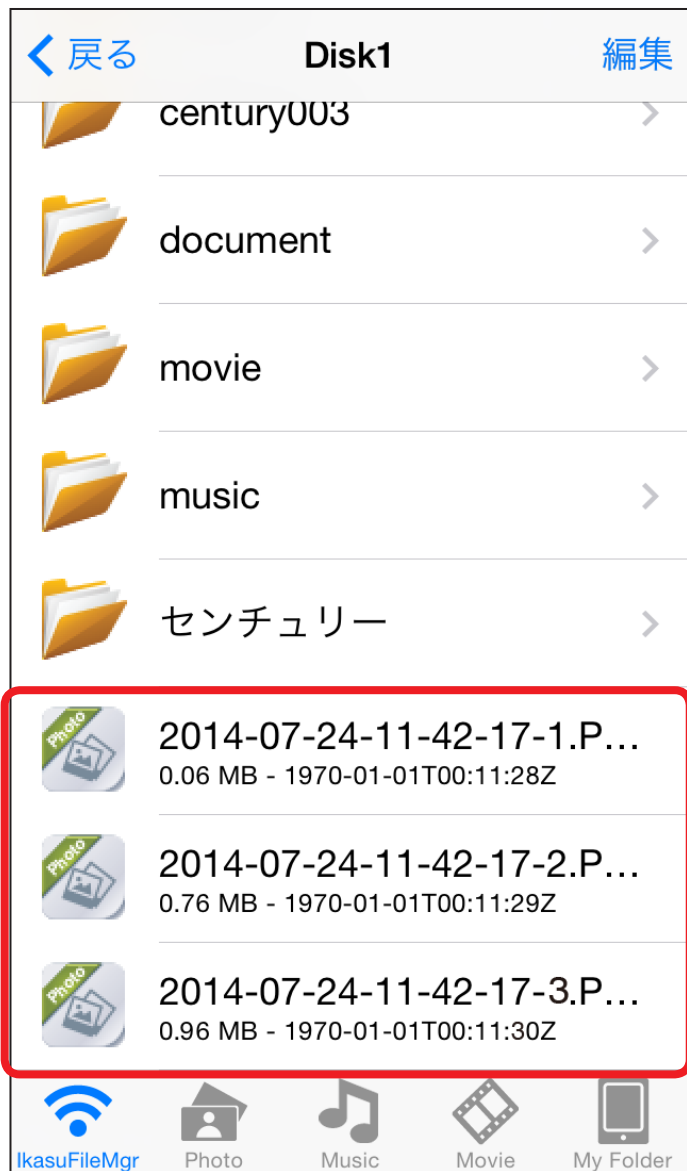 戻る Disk1 編集
century003
document
movie
music
センチュリー
Photo
2014-07-24-11-42-17-1.P...
0.06 MB - 1970-01-01T00:11:28Z
Photo
2014-07-24-11-42-17-2.P...
0.76 MB - 1970-01-01T00:11:29Z
Photo
2014-07-24-11-42-17-3.P...
0.96 MB - 1970-01-01T00:11:30Z
IkasuFileMgr Photo Music Movie My Folder